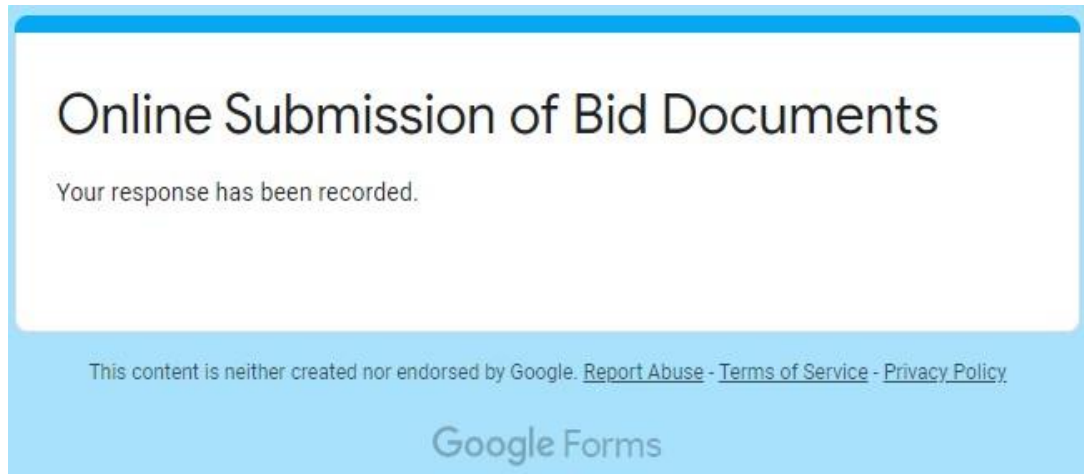 Online Submission of Bid Documents
Your response has been recorded.
This content is neither created nor endorsed by Google. Report Abuse - Terms of Service - Privacy Policy
Google Forms